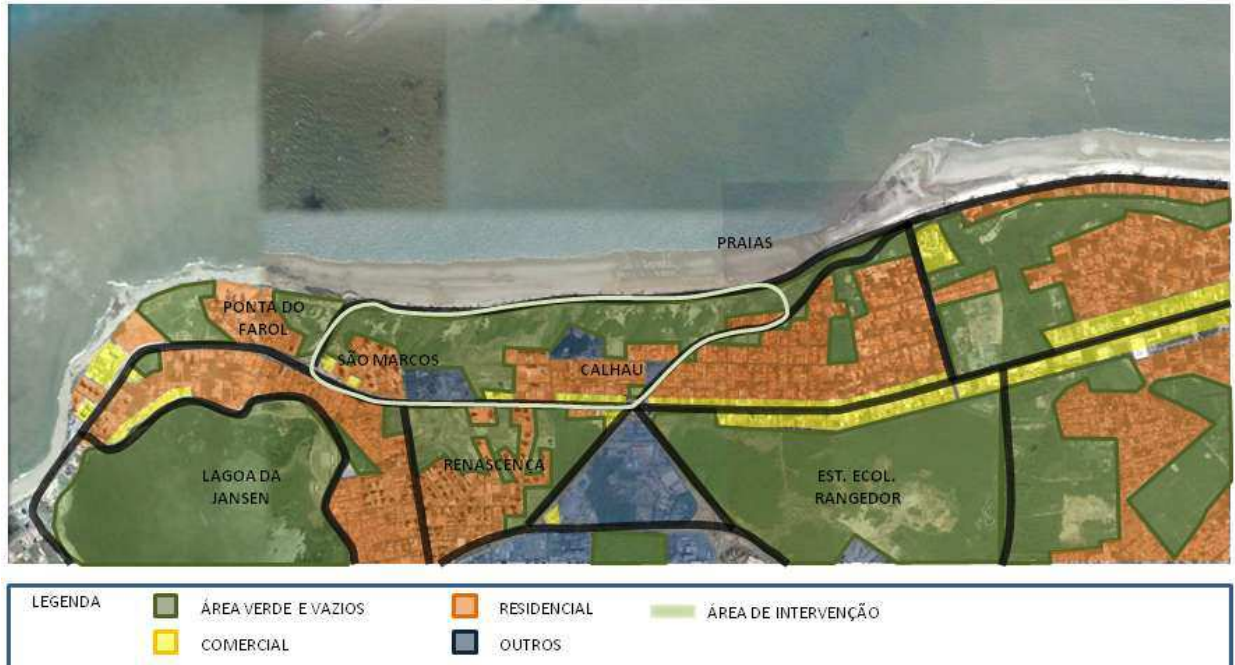 PRAIAS
PONTA DO
FAROL
SÃO MARCOS
CALHAU
RENASCENÇA
LAGOA DA
JANSEN
EST. ECOL.
RANGEDOR
LEGENDA
ÁREA VERDE E VAZIOS
RESIDENCIAL
ÁREA DE INTERVENÇÃO
COMERCIAL
OUTROS